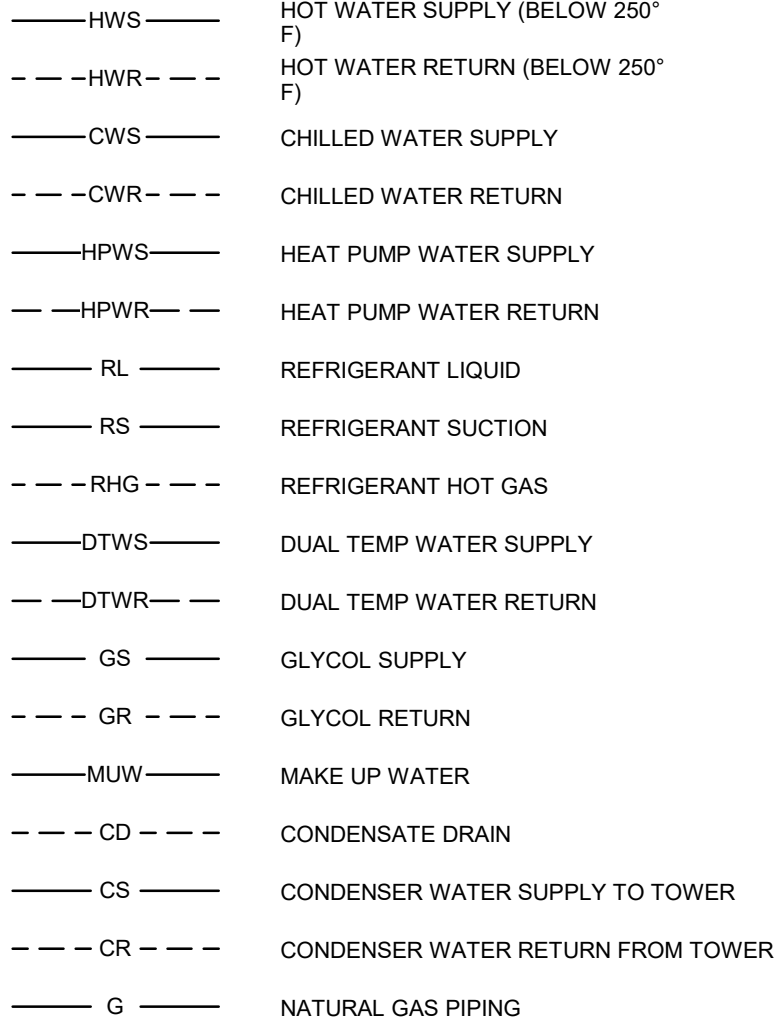 HWS HOT WATER SUPPLY (BELOW 250°
F)
HWR HOT WATER RETURN (BELOW 250°
F)
CWS CHILLED WATER SUPPLY
CWR CHILLED WATER RETURN
HPWS HEAT PUMP WATER SUPPLY
HPWR HEAT PUMP WATER RETURN
RL REFRIGERANT LIQUID
RS REFRIGERANT SUCTION
RHG REFRIGERANT HOT GAS
DTWS DUAL TEMP WATER SUPPLY
DTWR DUAL TEMP WATER RETURN
GS GLYCOL SUPPLY
GR GLYCOL RETURN
MUW MAKE UP WATER
CD CONDENSATE DRAIN
CS CONDENSER WATER SUPPLY TO TOWER
CR CONDENSER WATER RETURN FROM TOWER
G NATURAL GAS PIPING